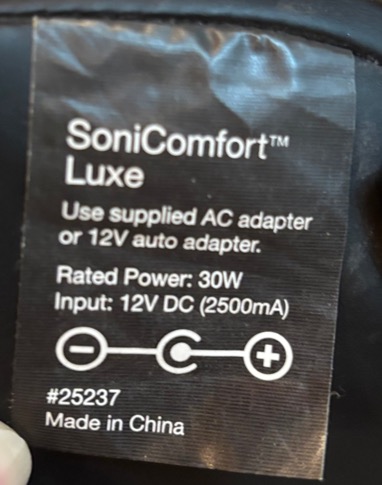 SoniComfort™
Luxe
Use supplied AC adapter
or 12V auto adapter.
Rated Power: 30W
Input: 12V DC (2500mA)
#25237
Made in China